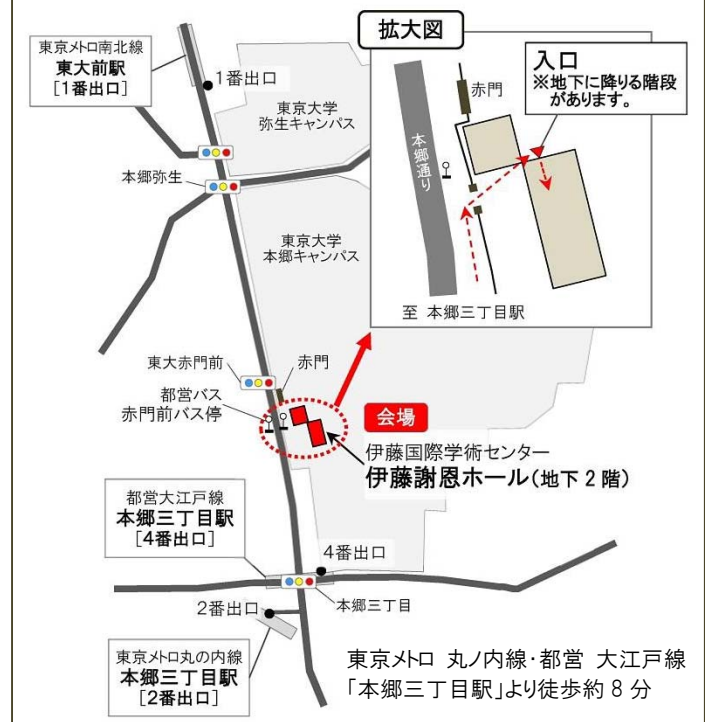 東京メトロ南北線
東大前駅
[1番出口]
1番出口
東京大学
弥生キャンパス
本郷弥生
東京大学
本郷キャンパス
拡大図
入口
※地下に降りる階段
があります。
赤門
本郷通り
至 本郷三丁目駅
東大赤門前
赤門
都営バス
赤門前バス停
会場
伊藤国際学術センター
伊藤謝恩ホール(地下2階)
都営大江戸線
本郷三丁目駅
[4番出口]
4番出口
本郷三丁目
2番出口
東京メトロ丸の内線
本郷三丁目駅
[2番出口]
東京メトロ 丸ノ内線・都営 大江戸線
「本郷三丁目駅」より徒歩約8分